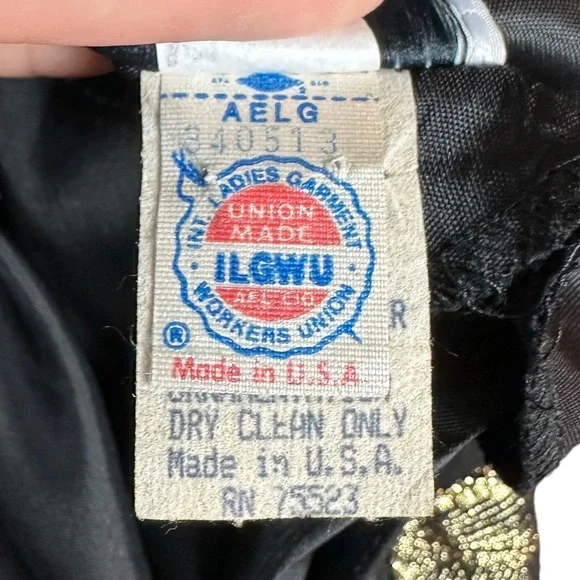 AELG
340513
INT. LADIES GARMENT
UNION
MADE
ILGWU
AFL-CIO
WORKERS UNION
®
R
Made in U.S.A.
DRY CLEAN ONLY
Made in U.S.A.
RN 75523